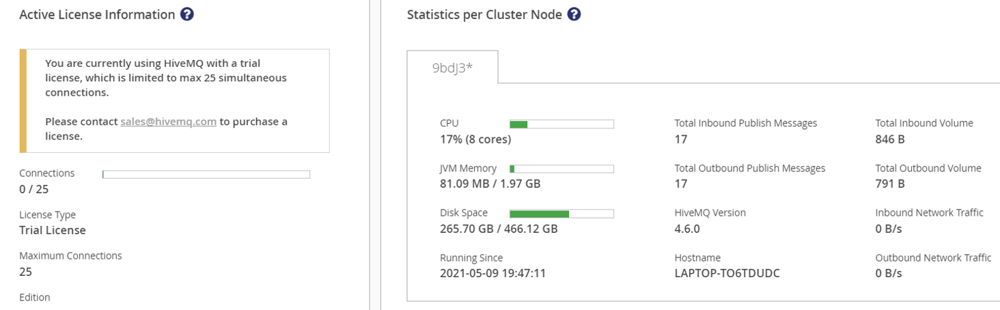 Active License Information ?
You are currently using HiveMQ with a trial
license, which is limited to max 25 simultaneous
connections.
Please contact sales@hivemq.com to purchase a
license.
Connections
0 / 25
License Type
Trial License
Maximum Connections
25
Edition
Statistics per Cluster Node ?
9bdJ3*
CPU
17% (8 cores)
JVM Memory
81.09 MB / 1.97 GB
Disk Space
265.70 GB / 466.12 GB
Running Since
2021-05-09 19:47:11
Total Inbound Publish Messages
17
Total Outbound Publish Messages
17
HiveMQ Version
4.6.0
Hostname
LAPTOP-TO6TDUDC
Total Inbound Volume
846 B
Total Outbound Volume
791 B
Inbound Network Traffic
0 B/s
Outbound Network Traffic
0 B/s